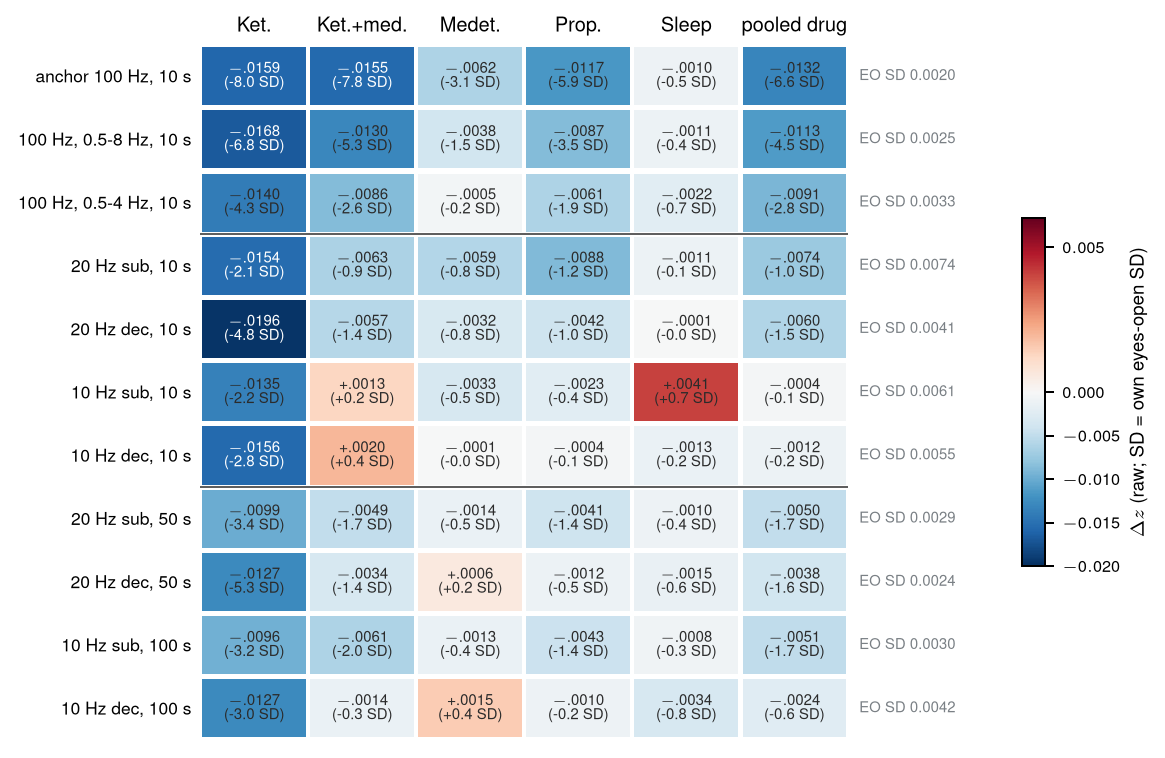 Ket. Ket.+med. Medet. Prop. Sleep pooled drug
anchor 100 Hz, 10 s −.0159 −.0155 −.0062 −.0117 −.0010 −.0132 EO SD 0.0020
(-8.0 SD) (-7.8 SD) (-3.1 SD) (-5.9 SD) (-0.5 SD) (-6.6 SD)
100 Hz, 0.5-8 Hz, 10 s −.0168 −.0130 −.0038 −.0087 −.0011 −.0113 EO SD 0.0025
(-6.8 SD) (-5.3 SD) (-1.5 SD) (-3.5 SD) (-0.4 SD) (-4.5 SD)
100 Hz, 0.5-4 Hz, 10 s −.0140 −.0086 −.0005 −.0061 −.0022 −.0091 EO SD 0.0033
(-4.3 SD) (-2.6 SD) (-0.2 SD) (-1.9 SD) (-0.7 SD) (-2.8 SD)
20 Hz sub, 10 s −.0154 −.0063 −.0059 −.0088 −.0011 −.0074 EO SD 0.0074
(-2.1 SD) (-0.9 SD) (-0.8 SD) (-1.2 SD) (-0.1 SD) (-1.0 SD)
20 Hz dec, 10 s −.0196 −.0057 −.0032 −.0042 −.0001 −.0060 EO SD 0.0041
(-4.8 SD) (-1.4 SD) (-0.8 SD) (-1.0 SD) (-0.0 SD) (-1.5 SD)
10 Hz sub, 10 s −.0135 +.0013 −.0033 −.0023 +.0041 −.0004 EO SD 0.0061
(-2.2 SD) (+0.2 SD) (-0.5 SD) (-0.4 SD) (+0.7 SD) (-0.1 SD)
10 Hz dec, 10 s −.0156 +.0020 −.0001 −.0004 −.0013 −.0012 EO SD 0.0055
(-2.8 SD) (+0.4 SD) (-0.0 SD) (-0.1 SD) (-0.2 SD) (-0.2 SD)
20 Hz sub, 50 s −.0099 −.0049 −.0014 −.0041 −.0010 −.0050 EO SD 0.0029
(-3.4 SD) (-1.7 SD) (-0.5 SD) (-1.4 SD) (-0.4 SD) (-1.7 SD)
20 Hz dec, 50 s −.0127 −.0034 +.0006 −.0012 −.0015 −.0038 EO SD 0.0024
(-5.3 SD) (-1.4 SD) (+0.2 SD) (-0.5 SD) (-0.6 SD) (-1.6 SD)
10 Hz sub, 100 s −.0096 −.0061 −.0013 −.0043 −.0008 −.0051 EO SD 0.0030
(-3.2 SD) (-2.0 SD) (-0.4 SD) (-1.4 SD) (-0.3 SD) (-1.7 SD)
10 Hz dec, 100 s −.0127 −.0014 +.0015 −.0010 −.0034 −.0024 EO SD 0.0042
(-3.0 SD) (-0.3 SD) (+0.4 SD) (-0.2 SD) (-0.8 SD) (-0.6 SD)
0.005
0.000
−0.005
−0.010
−0.015
−0.020
Δz (raw; SD = own eyes-open SD)